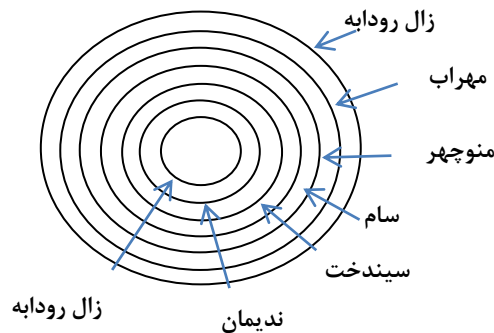 زال رودابه
مهراب
منوچهر
سام
سیندخت
ندیمان
زال رودابه